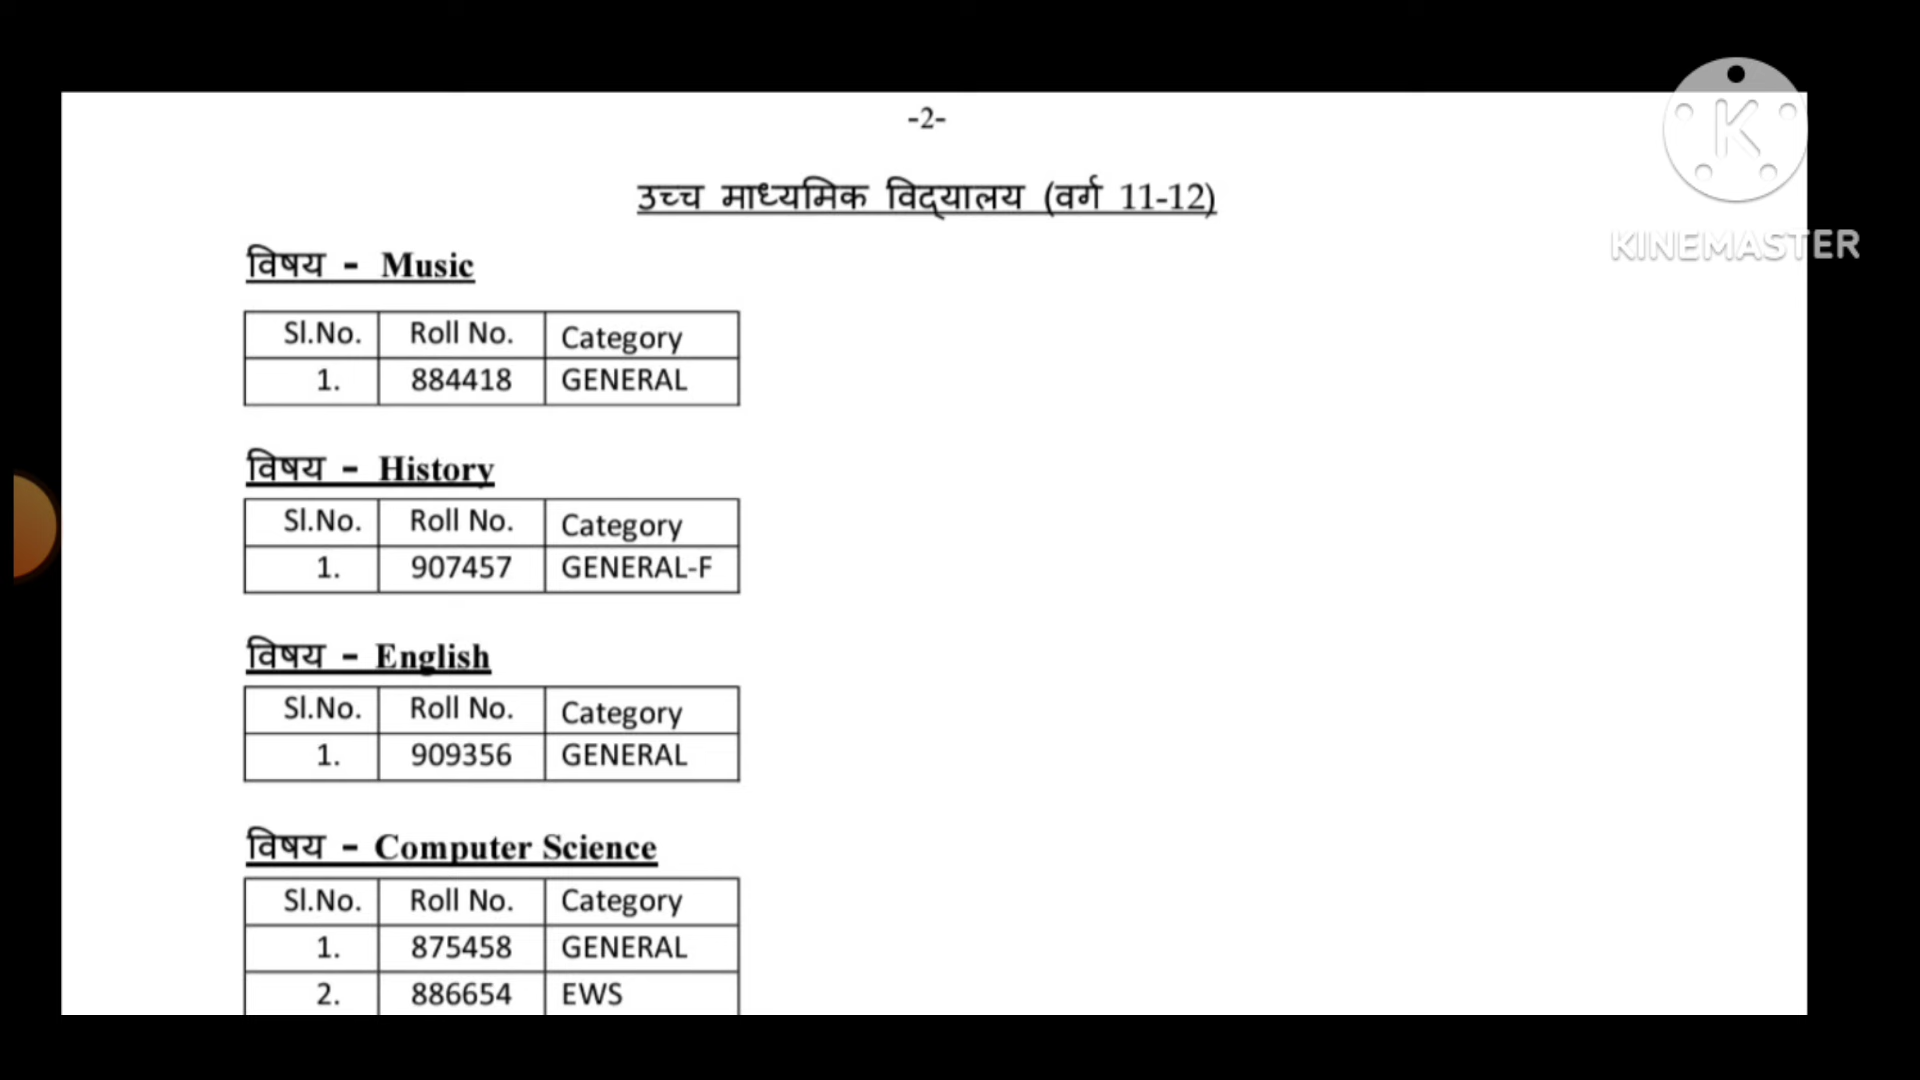 -2-
उच्च माध्यमिक विद्यालय (वर्ग 11-12)
विषय - Music
Sl.No. Roll No. Category
1. 884418 GENERAL
विषय - History
Sl.No. Roll No. Category
1. 907457 GENERAL-F
विषय - English
Sl.No. Roll No. Category
1. 909356 GENERAL
विषय - Computer Science
Sl.No. Roll No. Category
1. 875458 GENERAL
2. 886654 EWS
K
KINEMASTER